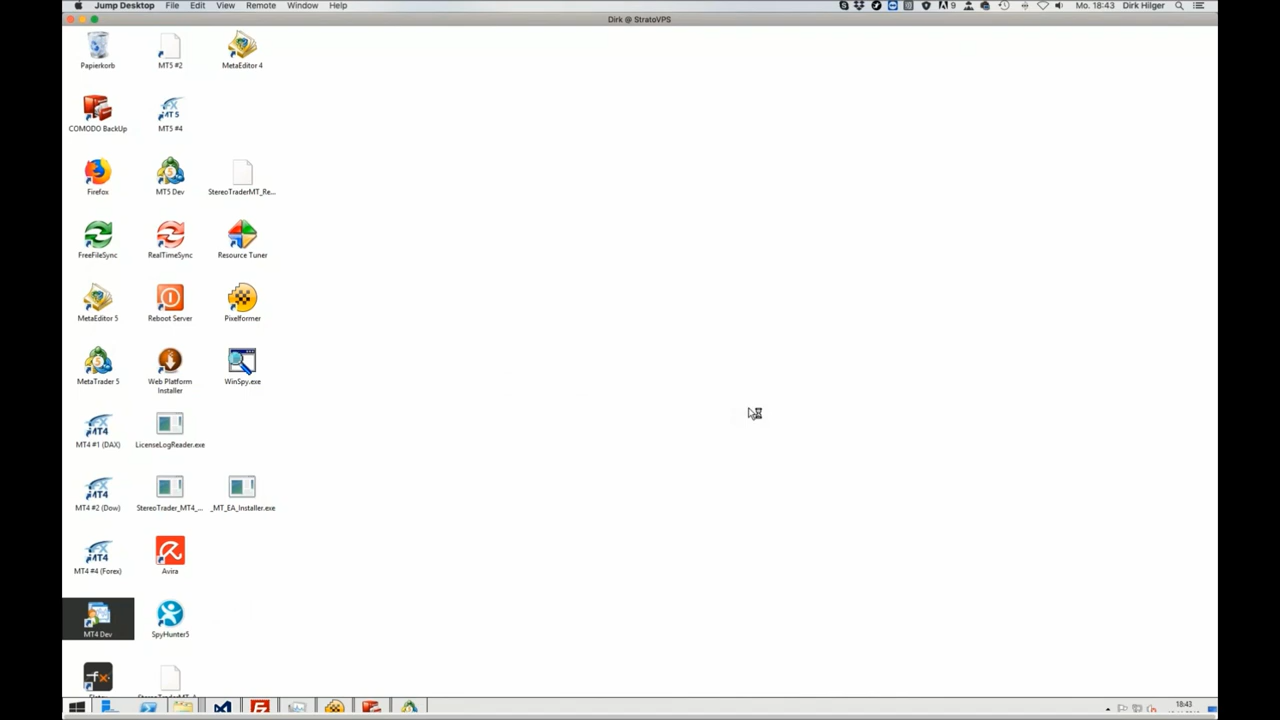 Jump Desktop File Edit View Remote Window Help 9 Mo. 18:43 Dirk Hilger
Dirk @ StratoVPS
Papierkorb MT5 #2 MetaEditor 4
COMODO BackUp MT5 #4
Firefox MT5 Dev StereoTraderMT_Re...
FreeFileSync RealTimeSync Resource Tuner
MetaEditor 5 Reboot Server Pixelformer
MetaTrader 5 Web Platform Installer WinSpy.exe
MT4 #1 (DAX) LicenseLogReader.exe
MT4 #2 (Dow) StereoTrader_MT4_... _MT_EA_Installer.exe
MT4 #4 (Forex) Avira
MT4 Dev SpyHunter5
18:43